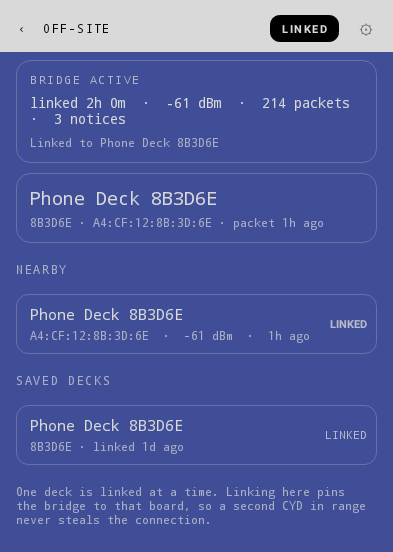 ‹ OFF-SITE LINKED
BRIDGE ACTIVE
linked 2h 0m · -61 dBm · 214 packets
· 3 notices
Linked to Phone Deck 8B3D6E
Phone Deck 8B3D6E
8B3D6E · A4:CF:12:8B:3D:6E · packet 1h ago
NEARBY
Phone Deck 8B3D6E
LINKED
A4:CF:12:8B:3D:6E · -61 dBm · 1h ago
SAVED DECKS
Phone Deck 8B3D6E
LINKED
8B3D6E · linked 1d ago
One deck is linked at a time. Linking here pins
the bridge to that board, so a second CYD in range
never steals the connection.